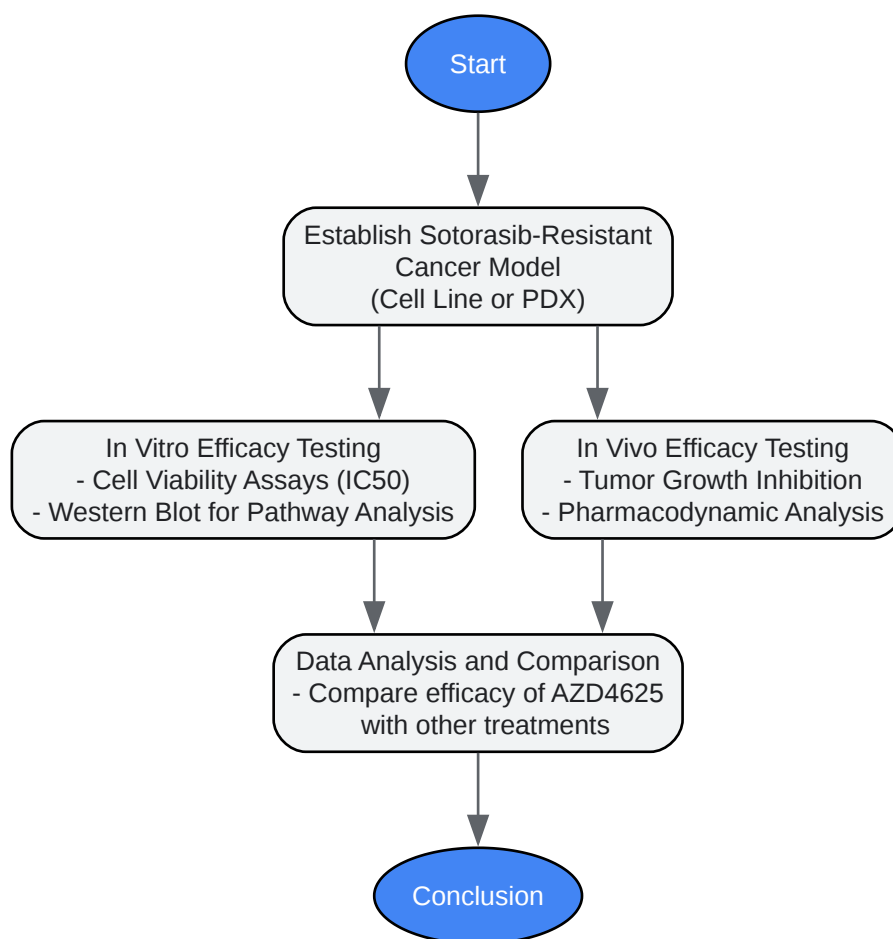 Start
Establish Sotorasib-Resistant
Cancer Model
(Cell Line or PDX)
In Vitro Efficacy Testing
- Cell Viability Assays (IC50)
- Western Blot for Pathway Analysis
In Vivo Efficacy Testing
- Tumor Growth Inhibition
- Pharmacodynamic Analysis
Data Analysis and Comparison
- Compare efficacy of AZD4625
with other treatments
Conclusion